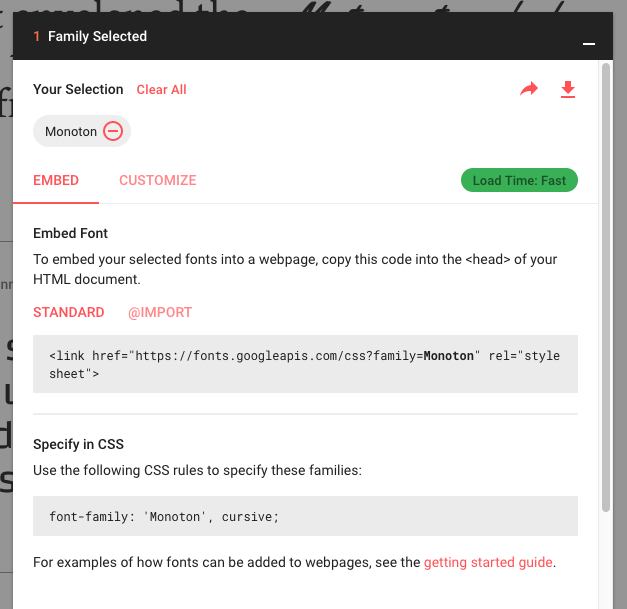 1 Family Selected
Your Selection Clear All
Monoton
EMBED CUSTOMIZE Load Time: Fast
Embed Font
To embed your selected fonts into a webpage, copy this code into the <head> of your
HTML document.
STANDARD @IMPORT
<link href="https://fonts.googleapis.com/css?family=Monoton" rel="style
sheet">
Specify in CSS
Use the following CSS rules to specify these families:
font-family: 'Monoton', cursive;
For examples of how fonts can be added to webpages, see the getting started guide.